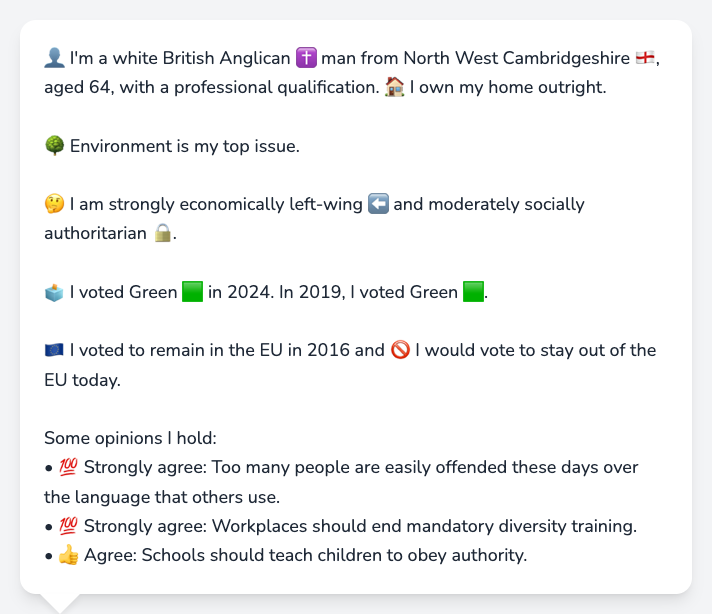 👤 I'm a white British Anglican ✝️ man from North West Cambridgeshire 🏴󠁧󠁢󠁥󠁮󠁧󠁿,
aged 64, with a professional qualification. 🏠 I own my home outright.
🌳 Environment is my top issue.
🤔 I am strongly economically left-wing ⬅️ and moderately socially
authoritarian 🔒.
🗳️ I voted Green 🟩 in 2024. In 2019, I voted Green 🟩.
🇪🇺 I voted to remain in the EU in 2016 and 🚫 I would vote to stay out of the
EU today.
Some opinions I hold:
• 💯 Strongly agree: Too many people are easily offended these days over
the language that others use.
• 💯 Strongly agree: Workplaces should end mandatory diversity training.
• 👍 Agree: Schools should teach children to obey authority.